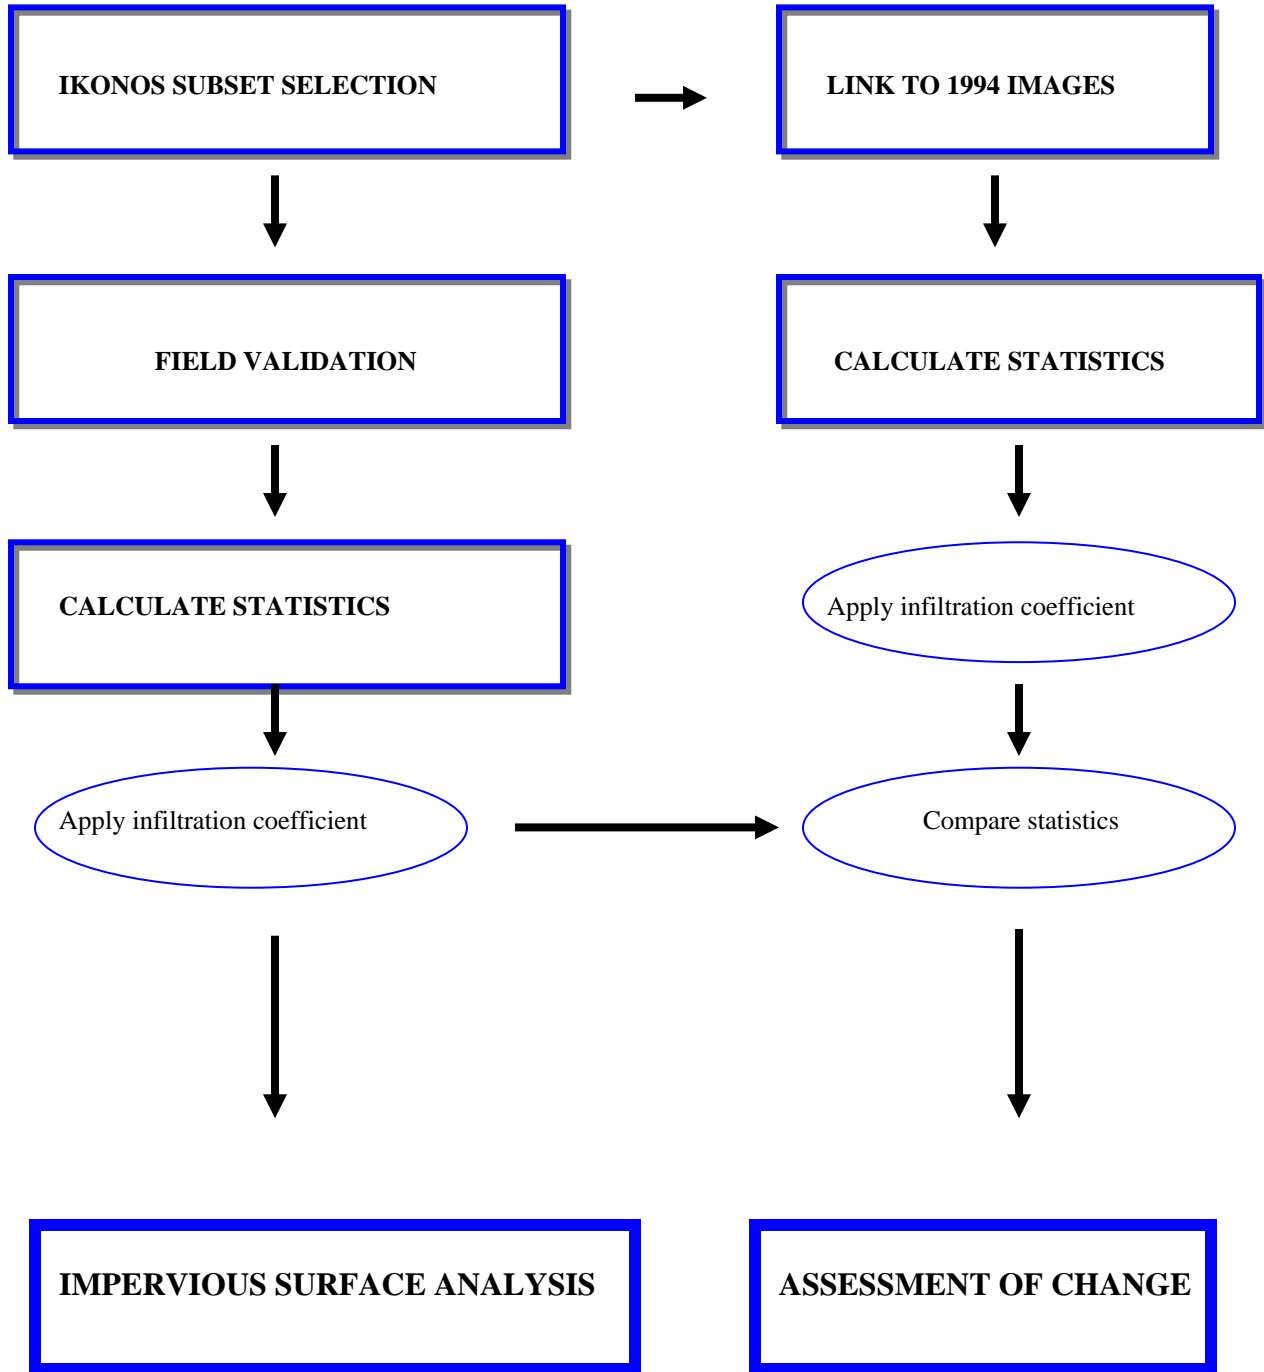 IKONOS SUBSET SELECTION
LINK TO 1994 IMAGES
FIELD VALIDATION
CALCULATE STATISTICS
CALCULATE STATISTICS
Apply infiltration coefficient
Apply infiltration coefficient
Compare statistics
IMPERVIOUS SURFACE ANALYSIS
ASSESSMENT OF CHANGE